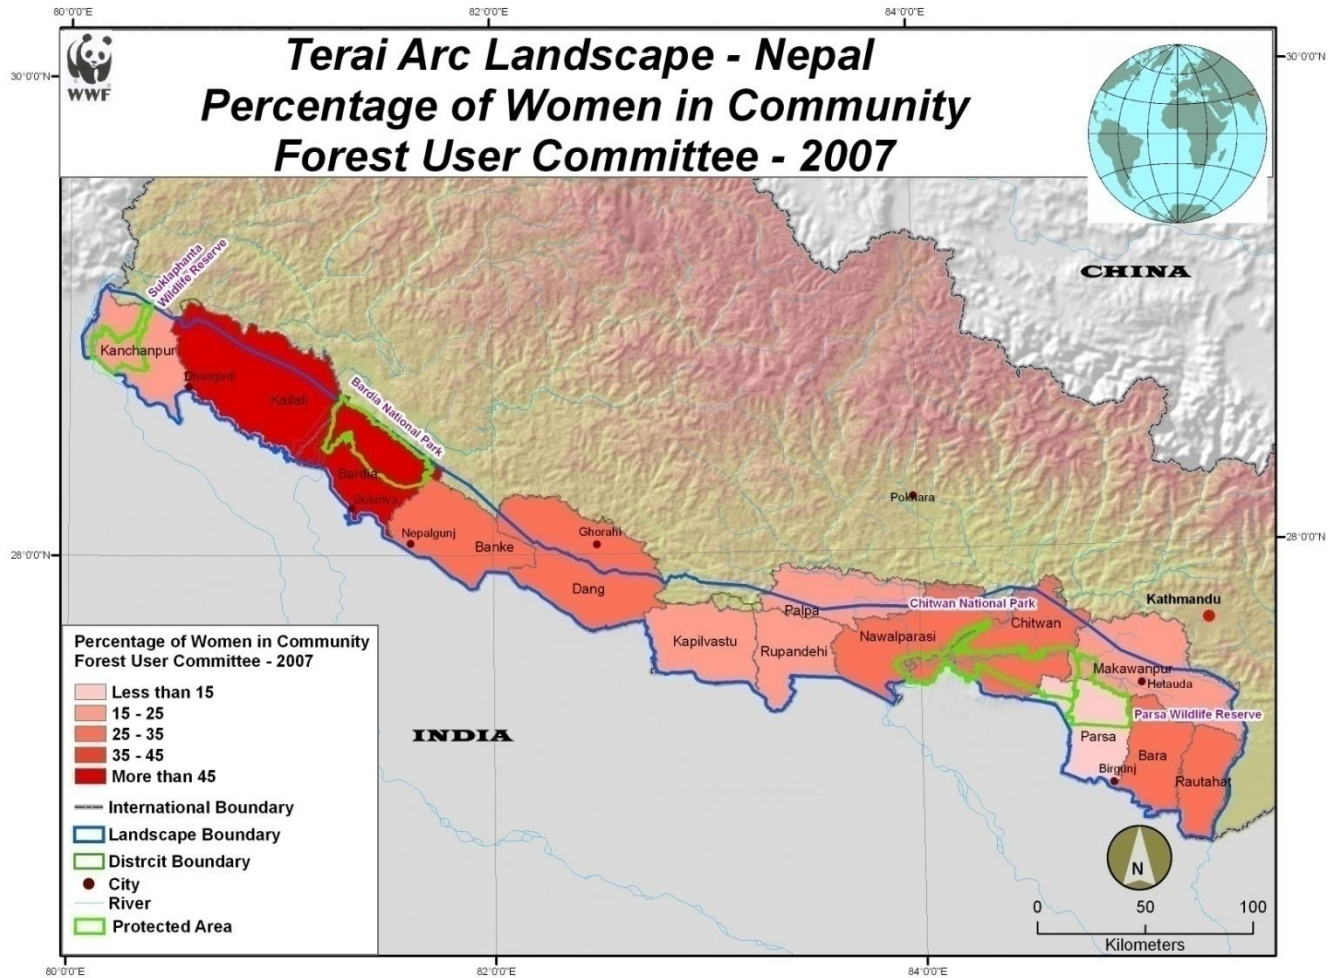 80°0'0"E
82°0'0"E
84°0'0"E
30°0'0"N
30°0'0"N
WWF
Terai Arc Landscape - Nepal
Percentage of Women in Community
Forest User Committee - 2007
CHINA
Suklaphanta
Wildlife Reserve
Kanchanpur
Dhangadi
Kailali
Bardia National Park
Bardia
Gulariya
Pokhara
Nepalgunj
Banke
Ghorahi
28°0'0"N
28°0'0"N
Dang
Kathmandu
Palpa
Chitwan National Park
Chitwan
Nawalparasi
Kapilvastu
Rupandehi
Makawanpur
Hetauda
Parsa Wildlife Reserve
Parsa
Bara
Birgunj
Rautahat
INDIA
Percentage of Women in Community
Forest User Committee - 2007
Less than 15
15 - 25
25 - 35
35 - 45
More than 45
International Boundary
Landscape Boundary
Distrcit Boundary
City
River
Protected Area
N
0 50 100
Kilometers
80°0'0"E
82°0'0"E
84°0'0"E